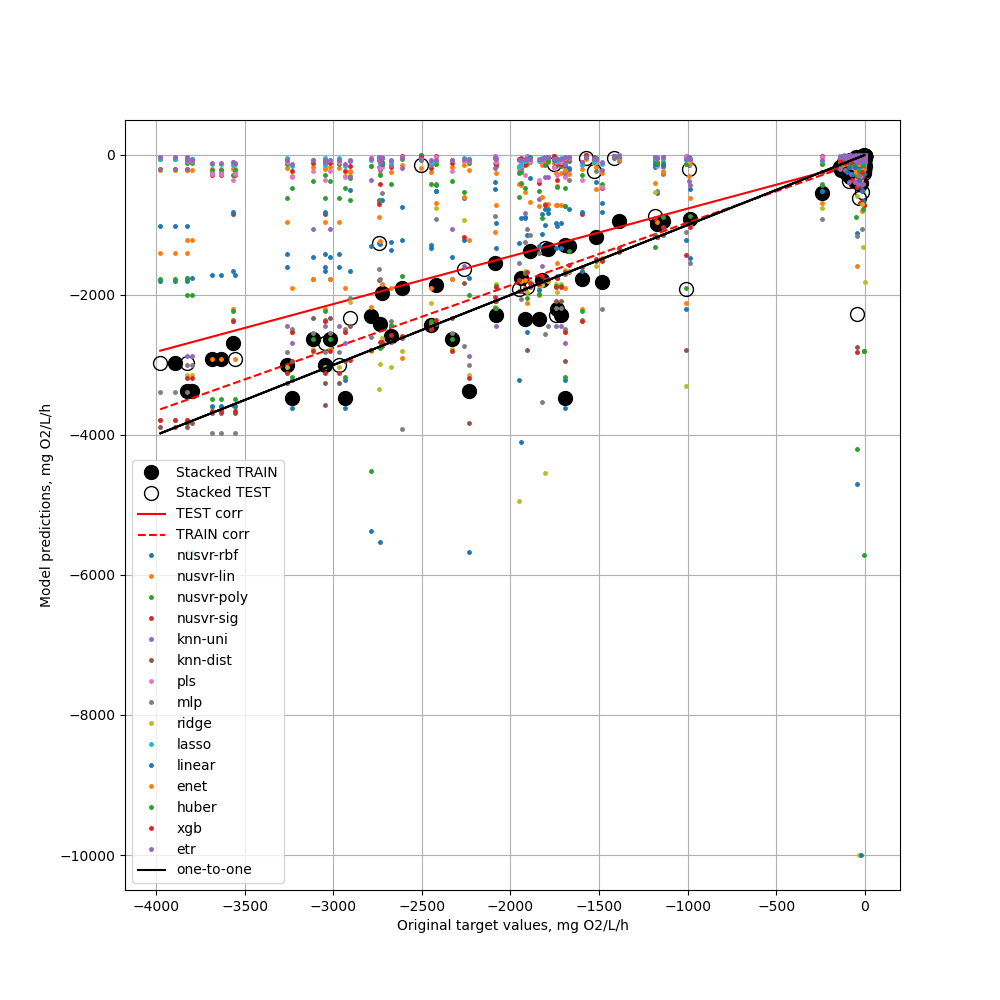 0
−2000
−4000
−6000
−8000
−10000
Model predictions, mg O2/L/h
Stacked TRAIN
Stacked TEST
TEST corr
TRAIN corr
nusvr-rbf
nusvr-lin
nusvr-poly
nusvr-sig
knn-uni
knn-dist
pls
mlp
ridge
lasso
linear
enet
huber
xgb
etr
one-to-one
−4000 −3500 −3000 −2500 −2000 −1500 −1000 −500 0
Original target values, mg O2/L/h